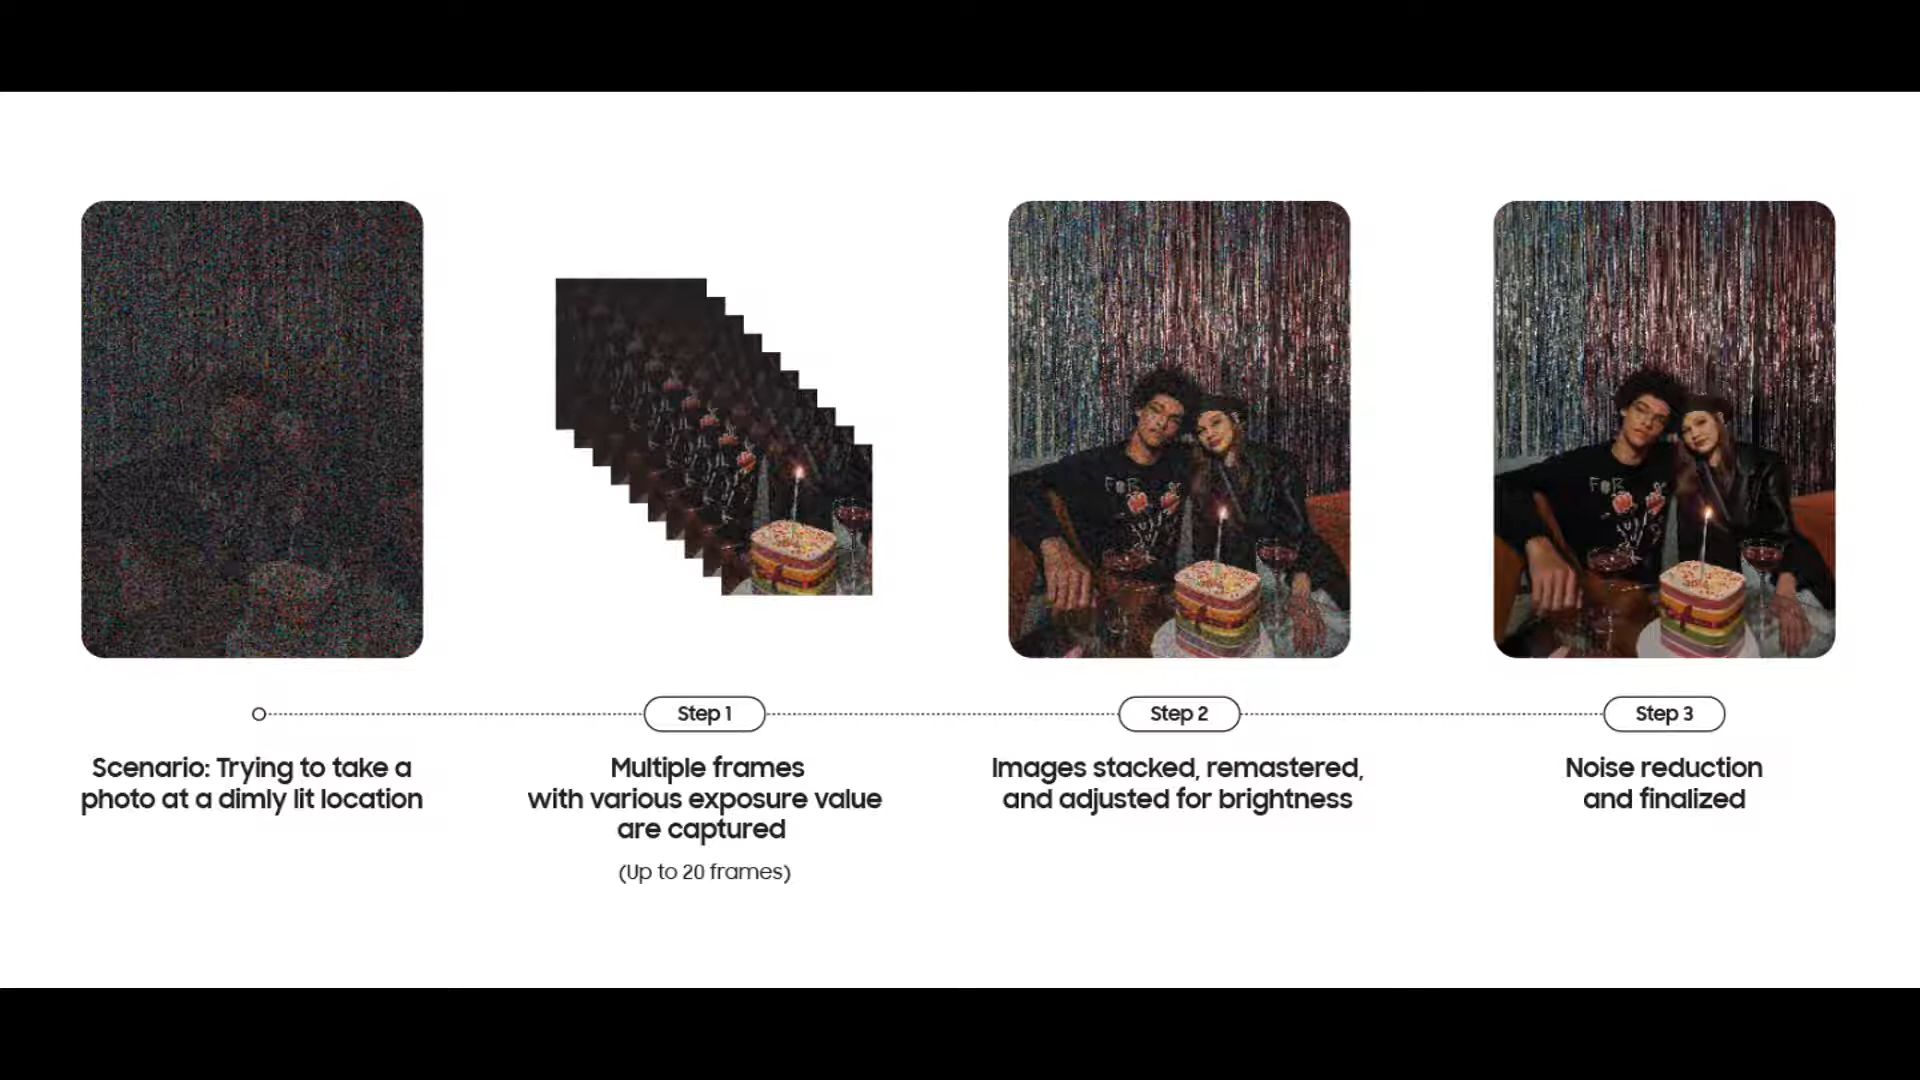 FOR
FOR
Step 1
Step 2
Step 3
Scenario: Trying to take a
photo at a dimly lit location
Multiple frames
with various exposure value
are captured
(Up to 20 frames)
Images stacked, remastered,
and adjusted for brightness
Noise reduction
and finalized